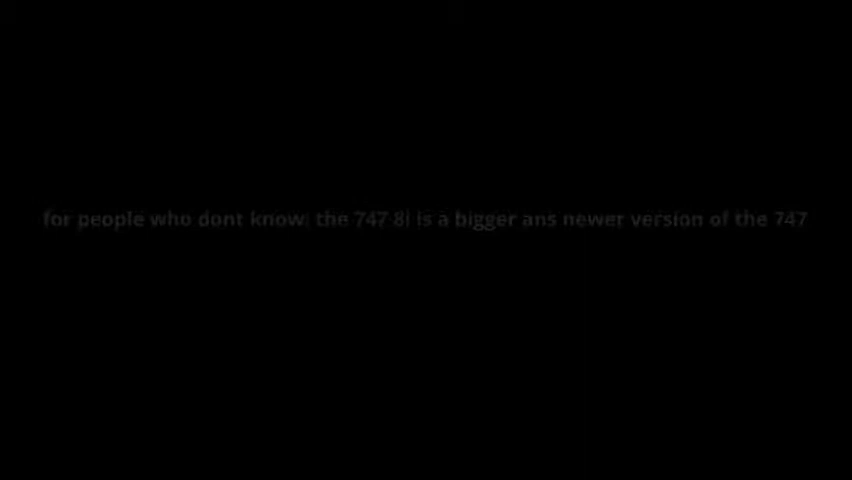 for people who dont know: the 747 8i is a bigger ans newer version of the 747